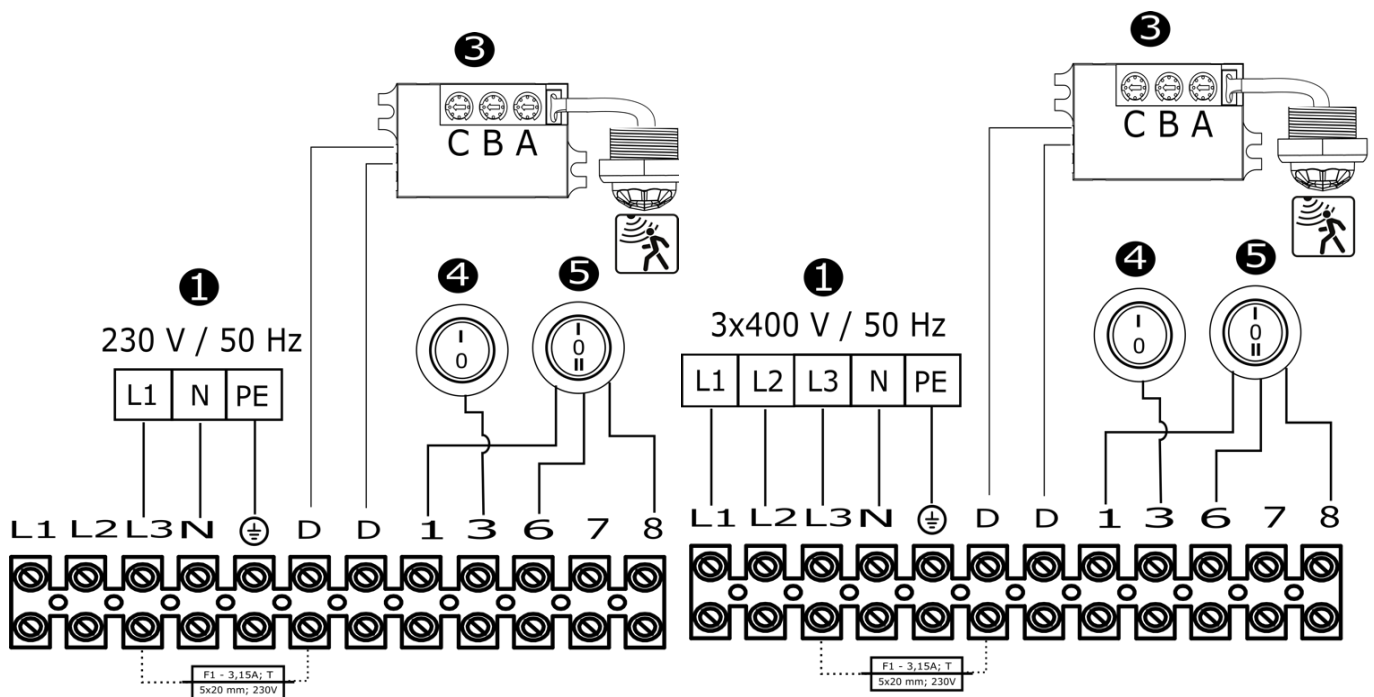 3
C B A
4
5
I
0
I
0
II
1
230 V / 50 Hz
L1 N PE
L1 L2 L3 N D D 1 3 6 7 8
F1 - 3,15A; T
5x20 mm; 230V
3
C B A
4
5
I
0
I
0
II
1
3x400 V / 50 Hz
L1 L2 L3 N PE
L1 L2 L3 N D D 1 3 6 7 8
F1 - 3,15A; T
5x20 mm; 230V